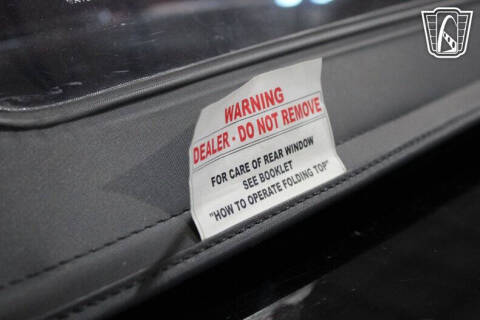 WARNING
DEALER - DO NOT REMOVE
FOR CARE OF REAR WINDOW
SEE BOOKLET
"HOW TO OPERATE FOLDING TOP"